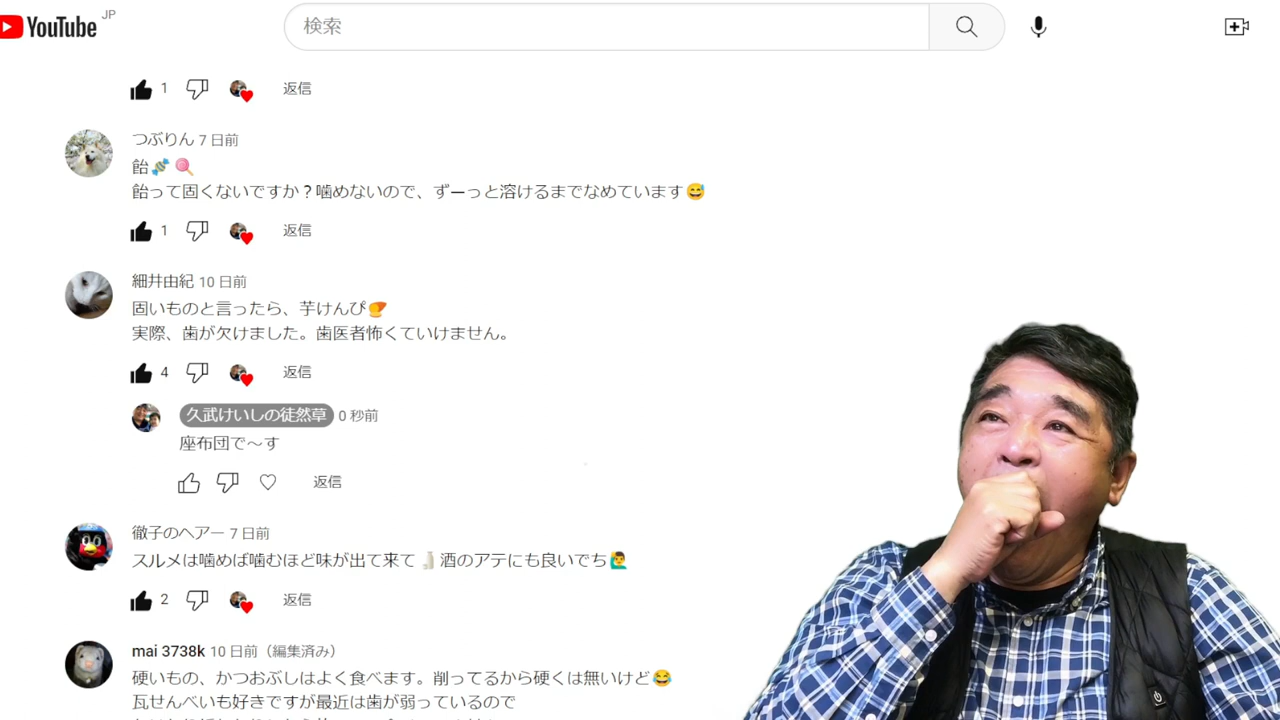 YouTube JP
検索
1 返信
つぶりん 7 日前
飴
飴って固くないですか？噛めないので、ずーっと溶けるまでなめています
1 返信
細井由紀 10 日前
固いものと言ったら、芋けんぴ
実際、歯が欠けました。歯医者怖くていけません。
4 返信
久武けいしの徒然草 0 秒前
座布団で～す
返信
徹子のヘアー 7 日前
スルメは噛めば噛むほど味が出て来て 酒のアテにも良いでち
2 返信
mai 3738k 10 日前（編集済み）
硬いもの、かつおぶしはよく食べます。削ってるから硬くは無いけど
瓦せんべいも好きですが最近は歯が弱っているので